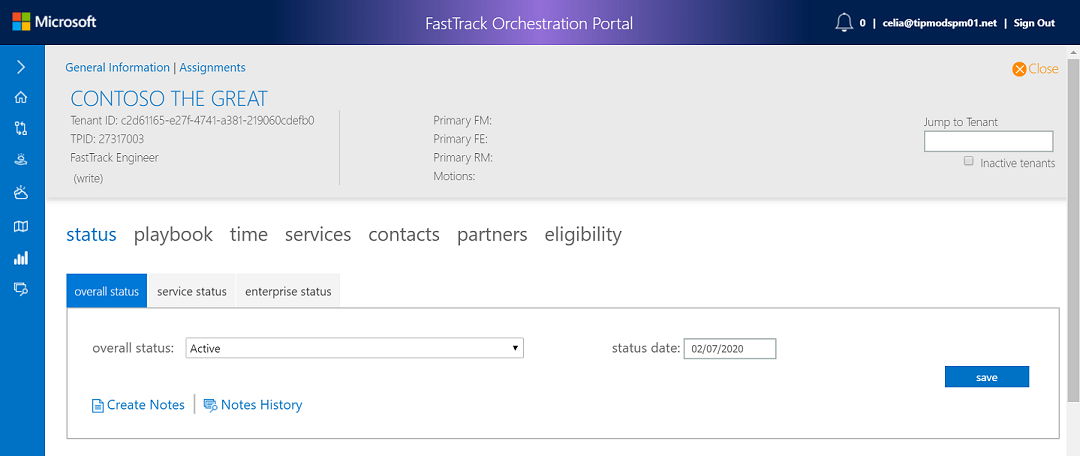 Microsoft
FastTrack Orchestration Portal
0 | celia@tipmodspm01.net | Sign Out
General Information | Assignments
Close
CONTOSO THE GREAT
Tenant ID: c2d61165-e27f-4741-a381-219060cdefb0
TPID: 27317003
FastTrack Engineer
(write)
Primary FM:
Primary FE:
Primary RM:
Motions:
Jump to Tenant
Inactive tenants
status playbook time services contacts partners eligibility
overall status service status enterprise status
overall status: Active status date: 02/07/2020
save
Create Notes | Notes History